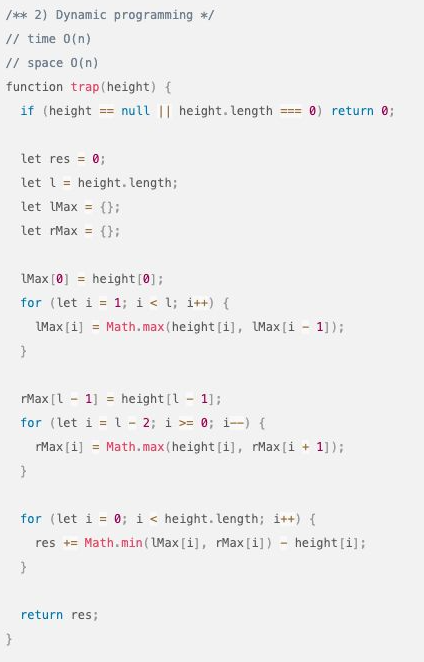 /** 2) Dynamic programming */
// time O(n)
// space O(n)
function trap(height) {
  if (height == null || height.length === 0) return 0;

  let res = 0;
  let l = height.length;
  let lMax = {};
  let rMax = {};

  lMax[0] = height[0];
  for (let i = 1; i < l; i++) {
    lMax[i] = Math.max(height[i], lMax[i - 1]);
  }

  rMax[l - 1] = height[l - 1];
  for (let i = l - 2; i >= 0; i--) {
    rMax[i] = Math.max(height[i], rMax[i + 1]);
  }

  for (let i = 0; i < height.length; i++) {
    res += Math.min(lMax[i], rMax[i]) - height[i];
  }

  return res;
}